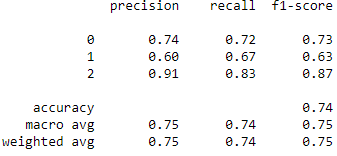 precision recall f1-score
0 0.74 0.72 0.73
1 0.60 0.67 0.63
2 0.91 0.83 0.87
accuracy 0.74
macro avg 0.75 0.74 0.75
weighted avg 0.75 0.74 0.75